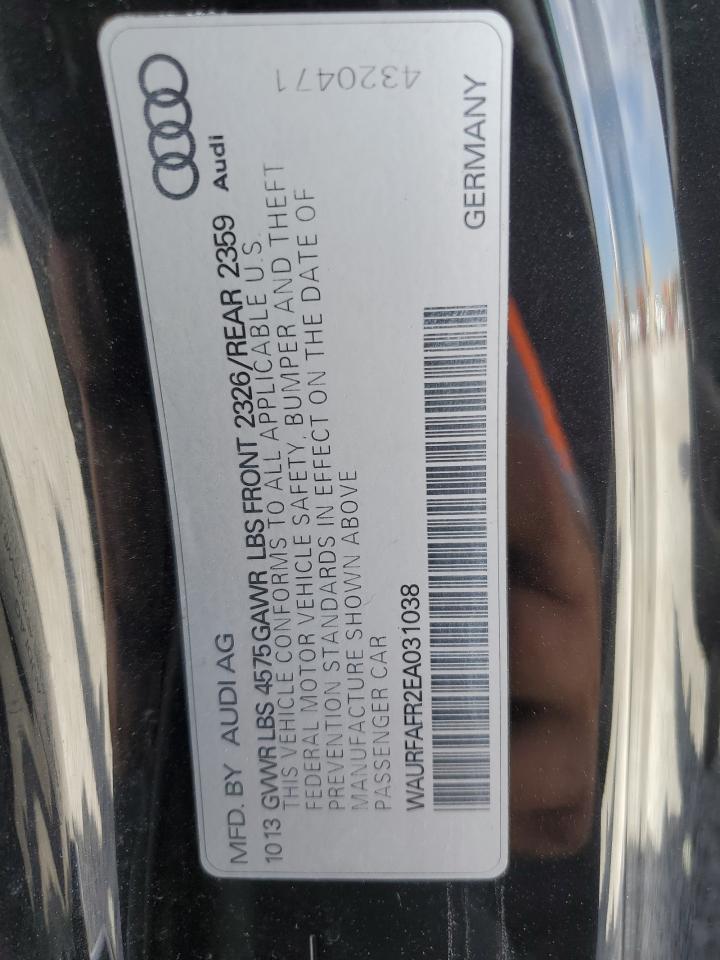 MFD. BY AUDI AG
Audi
1013 GVWR LBS 4575 GAWR LBS FRONT 2326/REAR 2359
THIS VEHICLE CONFORMS TO ALL APPLICABLE U.S.
FEDERAL MOTOR VEHICLE SAFETY, BUMPER AND THEFT
PREVENTION STANDARDS IN EFFECT ON THE DATE OF
MANUFACTURE SHOWN ABOVE
PASSENGER CAR
4320471
WAURFAFR2EA031038
GERMANY